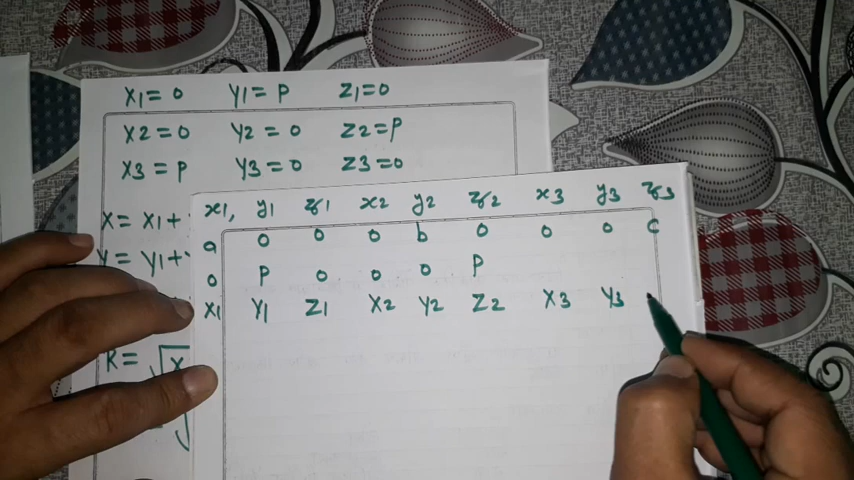 X1=0 Y1=P Z1=0
X2=0 Y2=0 Z2=P
X3=P Y3=0 Z3=0
X= X1+
Y= Y1+
R= √X
x1, y1 z1 x2 y2 z2 x3 y3 z3
a 0 0 0 b 0 0 0 c
0 P 0 0 0 P
X1 Y1 Z1 X2 Y2 Z2 X3 Y3